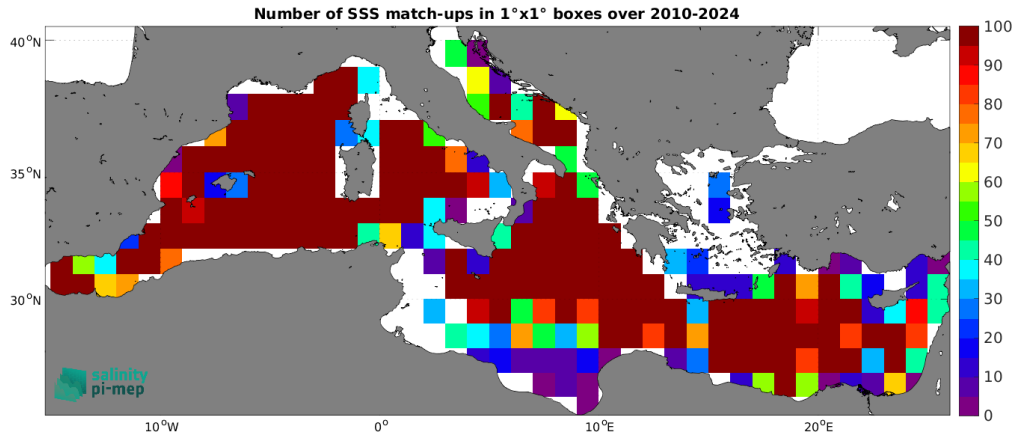 Number of SSS match-ups in 1°x1° boxes over 2010-2024
40°N
35°N
30°N
10°W
0°
10°E
20°E
100
90
80
70
60
50
40
30
20
10
0
salinity
pi-mep